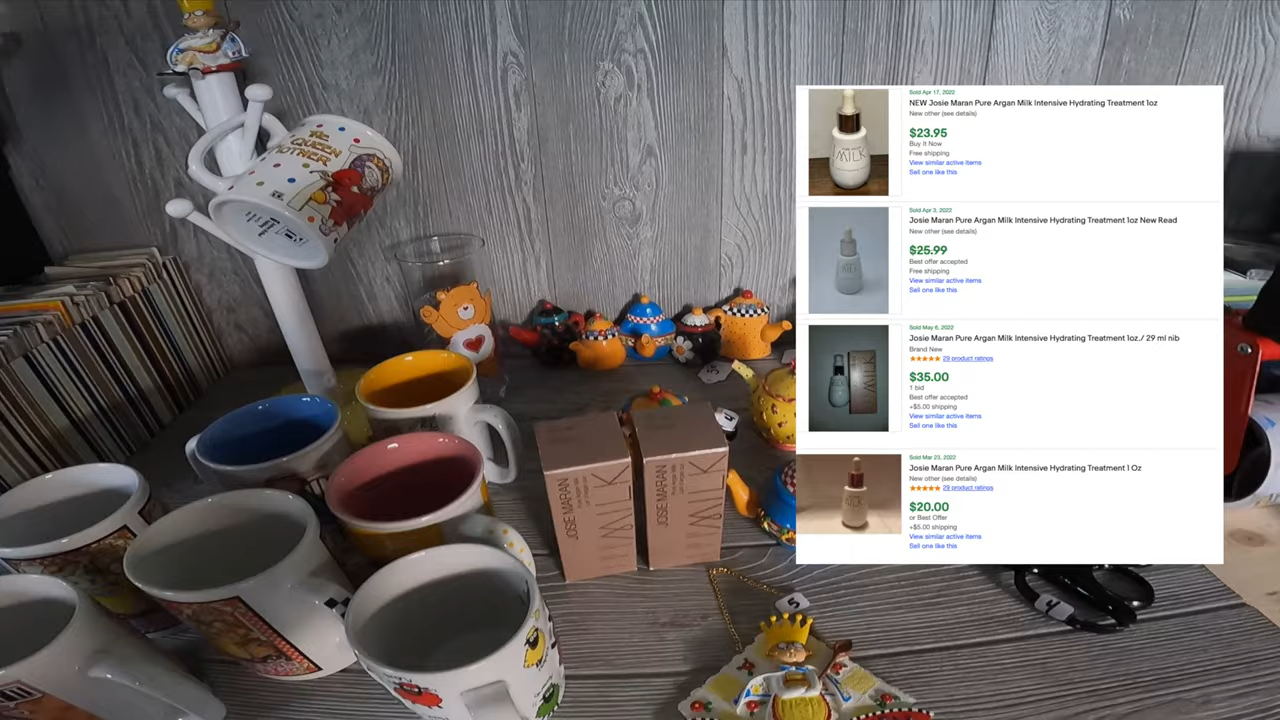 THE
QUEEN
MOTHER
JOSIE MARAN
MILK
JOSIE MARAN
MILK
5
4
5
4
Sold Apr 17, 2022
NEW Josie Maran Pure Argan Milk Intensive Hydrating Treatment 1oz
New other (see details)
$23.95
Buy It Now
Free shipping
View similar active items
Sell one like this
MILK
Sold Apr 3, 2022
Josie Maran Pure Argan Milk Intensive Hydrating Treatment 1oz New Read
New other (see details)
$25.99
Best offer accepted
Free shipping
View similar active items
Sell one like this
MILK
Sold May 6, 2022
Josie Maran Pure Argan Milk Intensive Hydrating Treatment 1oz./ 29 ml nib
Brand New
29 product ratings
$35.00
1 bid
Best offer accepted
+$5.00 shipping
View similar active items
Sell one like this
MILK
Sold Mar 23, 2022
Josie Maran Pure Argan Milk Intensive Hydrating Treatment 1 Oz
New other (see details)
29 product ratings
$20.00
or Best Offer
+$5.00 shipping
View similar active items
Sell one like this
MILK